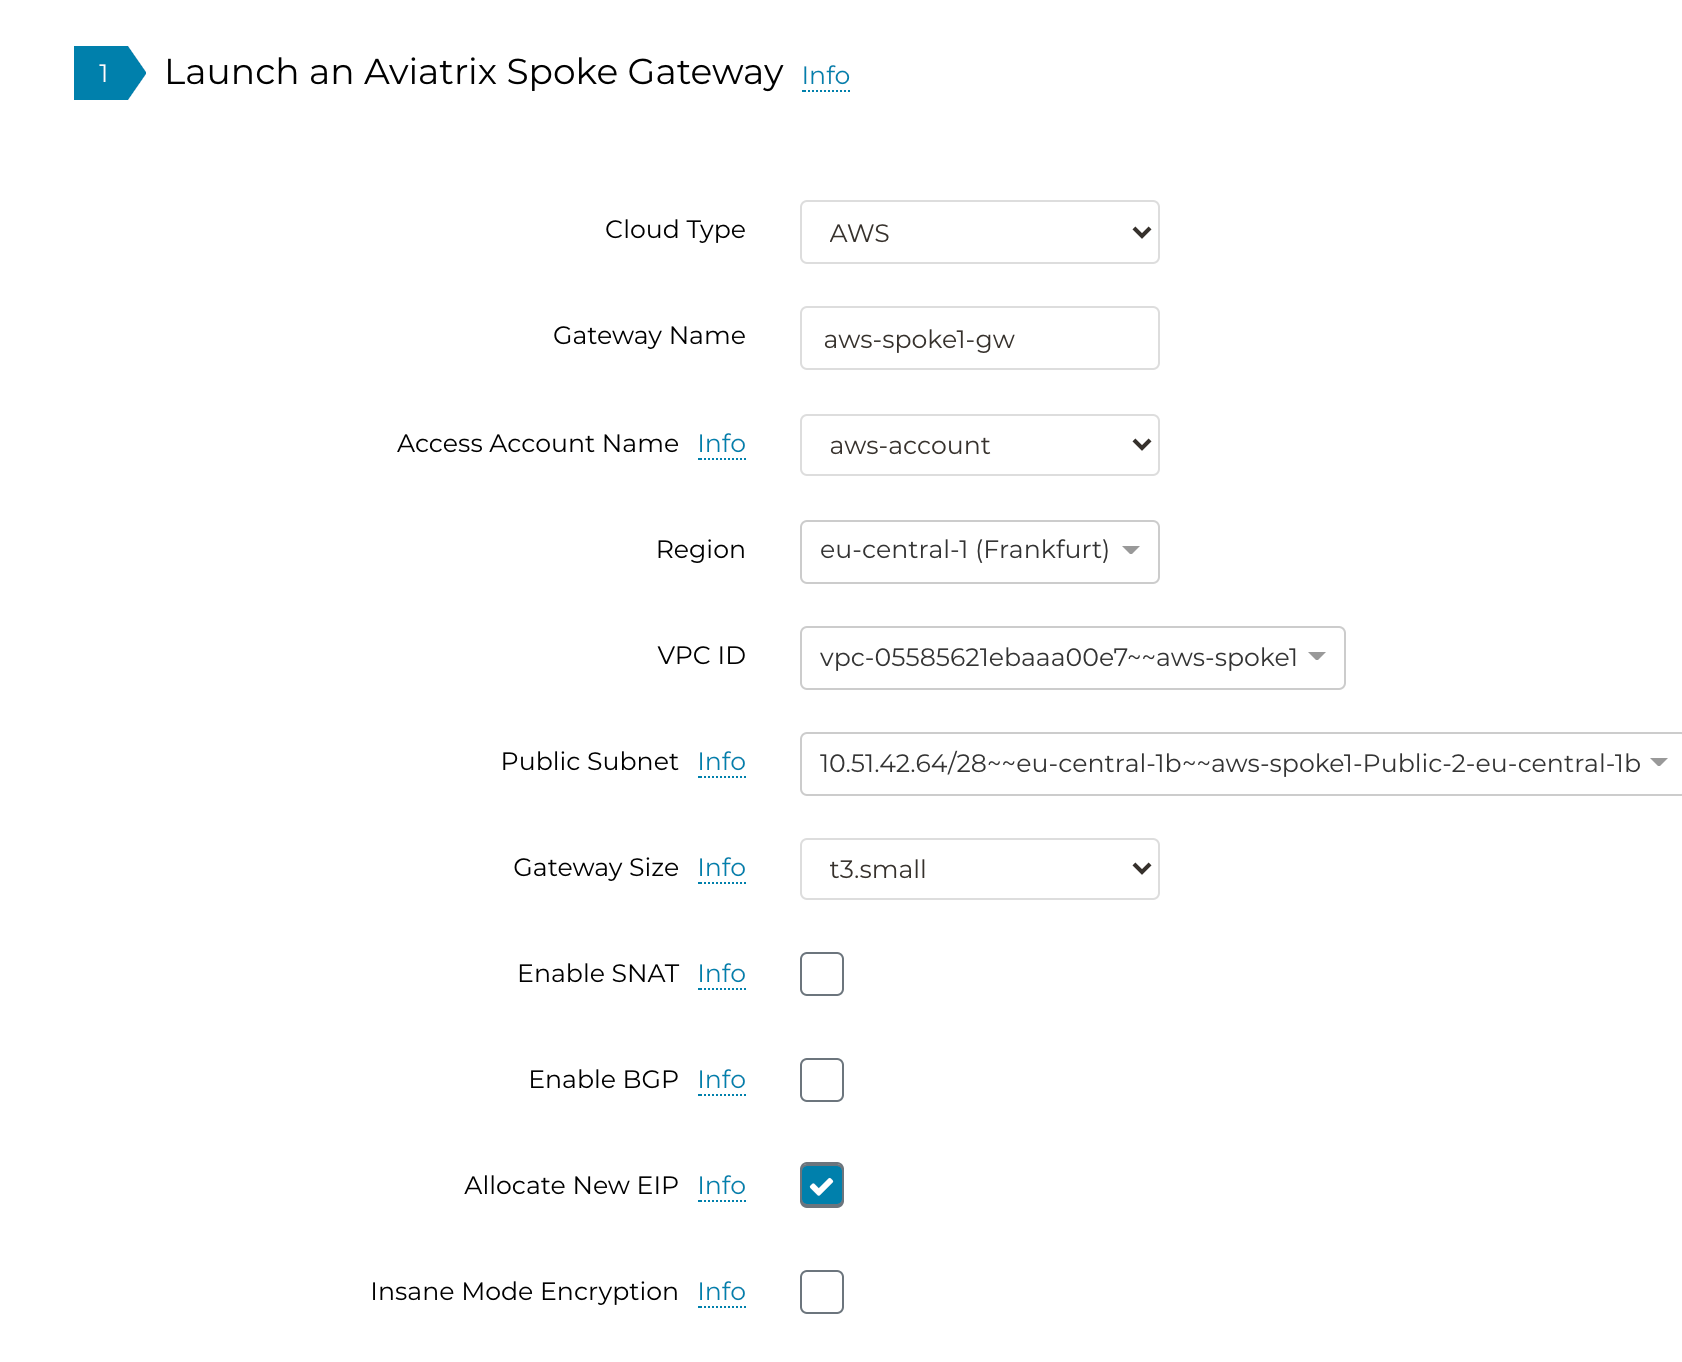 1 Launch an Aviatrix Spoke Gateway Info
Cloud Type AWS
Gateway Name aws-spoke1-gw
Access Account Name Info aws-account
Region eu-central-1 (Frankfurt)
VPC ID vpc-05585621ebaaa00e7~~aws-spoke1
Public Subnet Info 10.51.42.64/28~~eu-central-1b~~aws-spoke1-Public-2-eu-central-1b
Gateway Size Info t3.small
Enable SNAT Info
Enable BGP Info
Allocate New EIP Info
Insane Mode Encryption Info